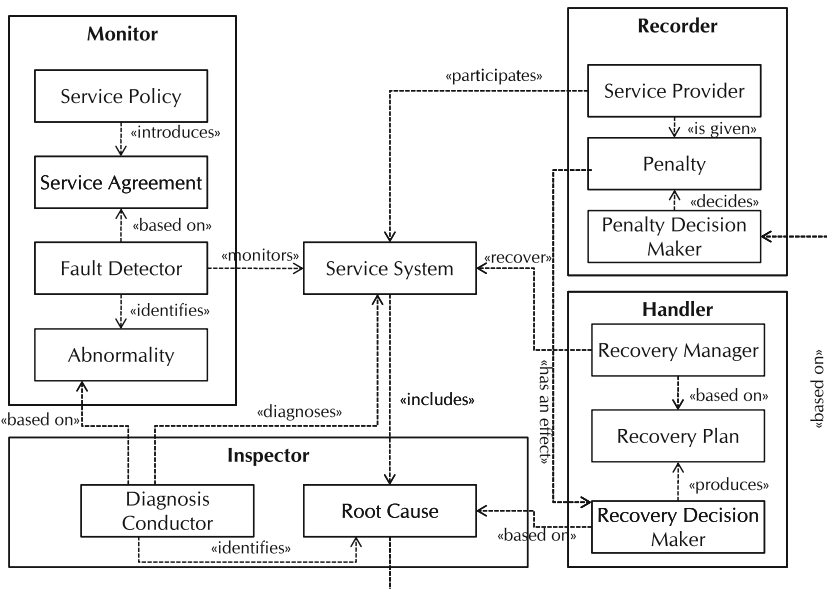 Monitor
Service Policy
«introduces»
Service Agreement
«based on»
Fault Detector
«identifies»
Abnormality
«monitors»
Service System
«participates»
Recorder
Service Provider
«is given»
Penalty
«decides»
Penalty Decision
Maker
«recover»
Handler
Recovery Manager
«based on»
Recovery Plan
«produces»
Recovery Decision
Maker
«has an effect»
«based on»
«based on»
«diagnoses»
«includes»
Inspector
Diagnosis
Conductor
Root Cause
«identifies»
«based on»